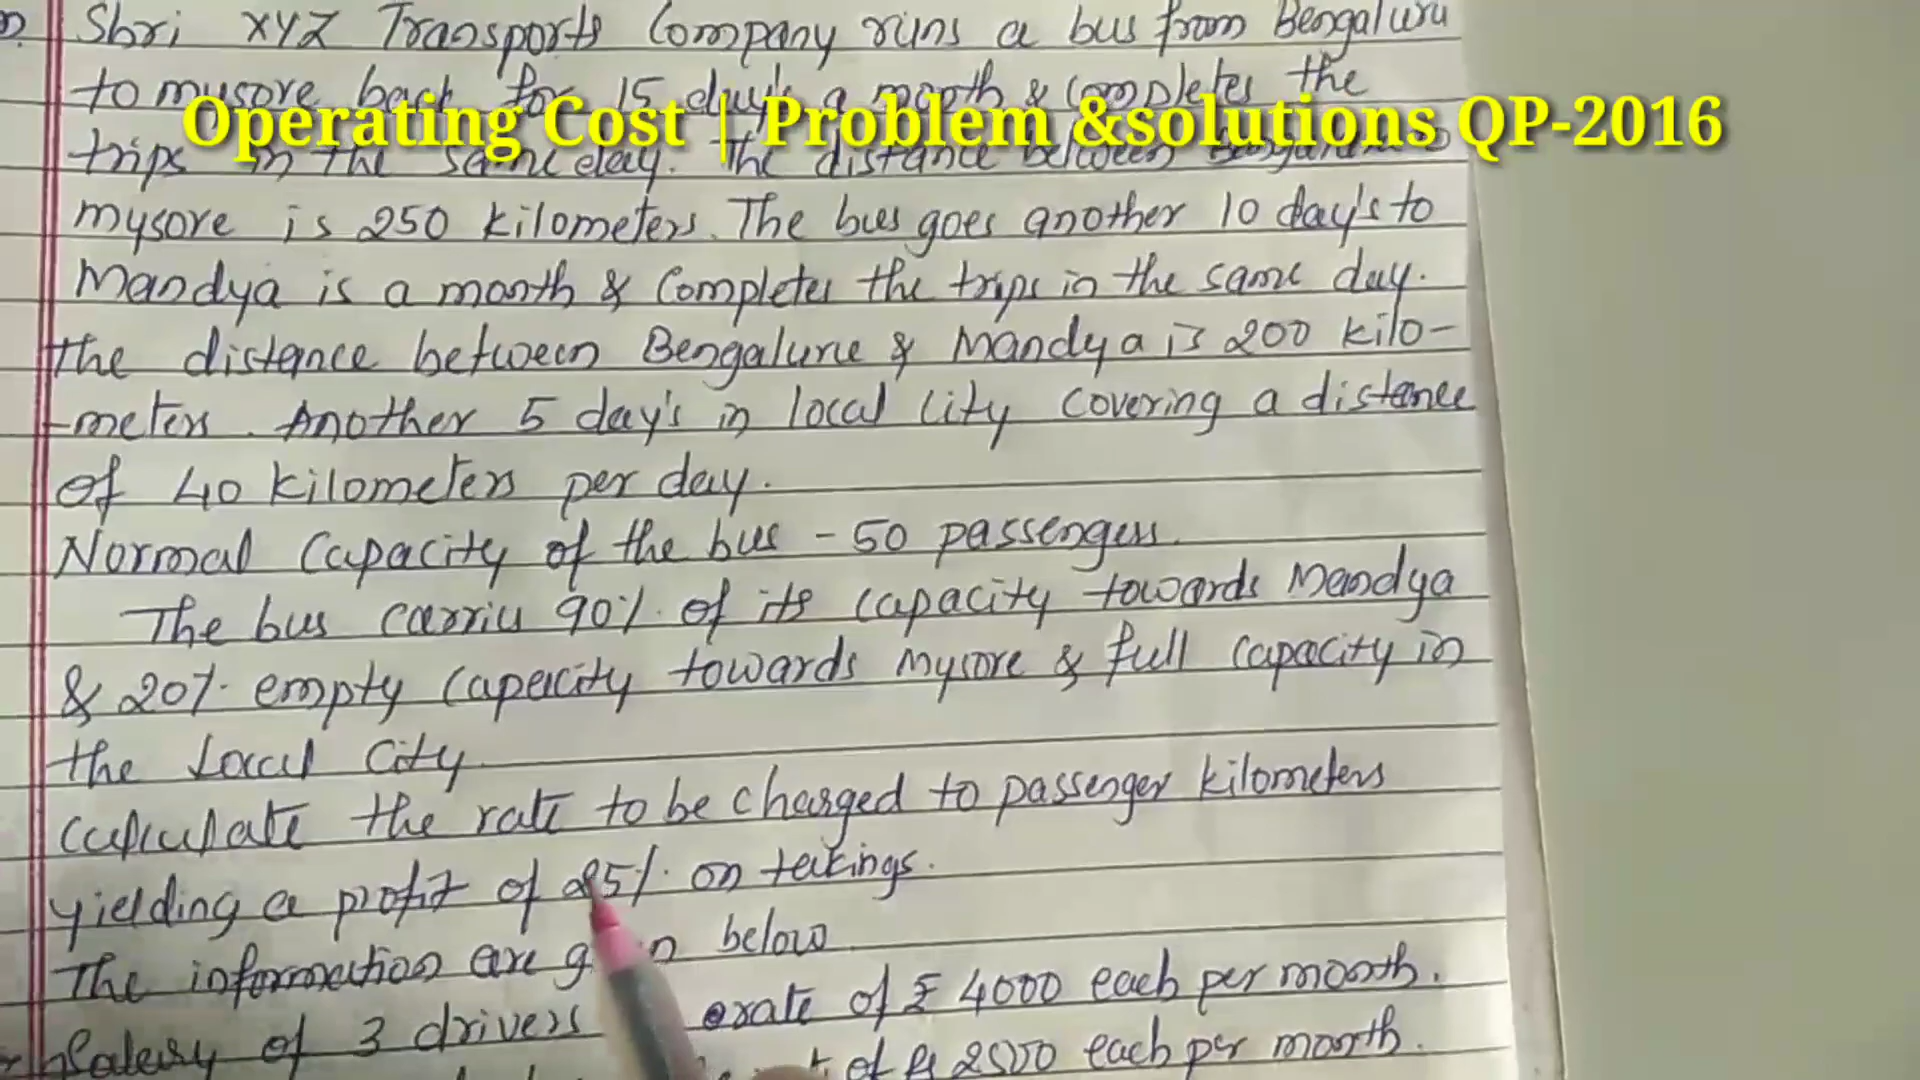 Shri XYZ Transports Company runs a bus from Bengaluru
to mysore back for 15 day's a month & completes the
Operating Cost | Problem &solutions QP-2016
trips in the same day. The distance between
mysore is 250 kilometers. The bus goes another 10 day's to
Mandya is a month & Completes the trips in the same day.
The distance between Bengalure & Mandya is 200 kilo-
-meters. Another 5 day's in local City covering a distance
of 40 kilometers per day.
Normal Capacity of the bus - 50 passengers.
The bus carries 90% of its capacity towards Mandya
& 20% empty Capacity towards Mysore & full capacity in
the Local City
Calculate the rate to be charged to passenger kilometers
yielding a profit of 25% on takings.
The information are below
Salary of 3 drivers rate of ₹ 4000 each per month.
of each per month.